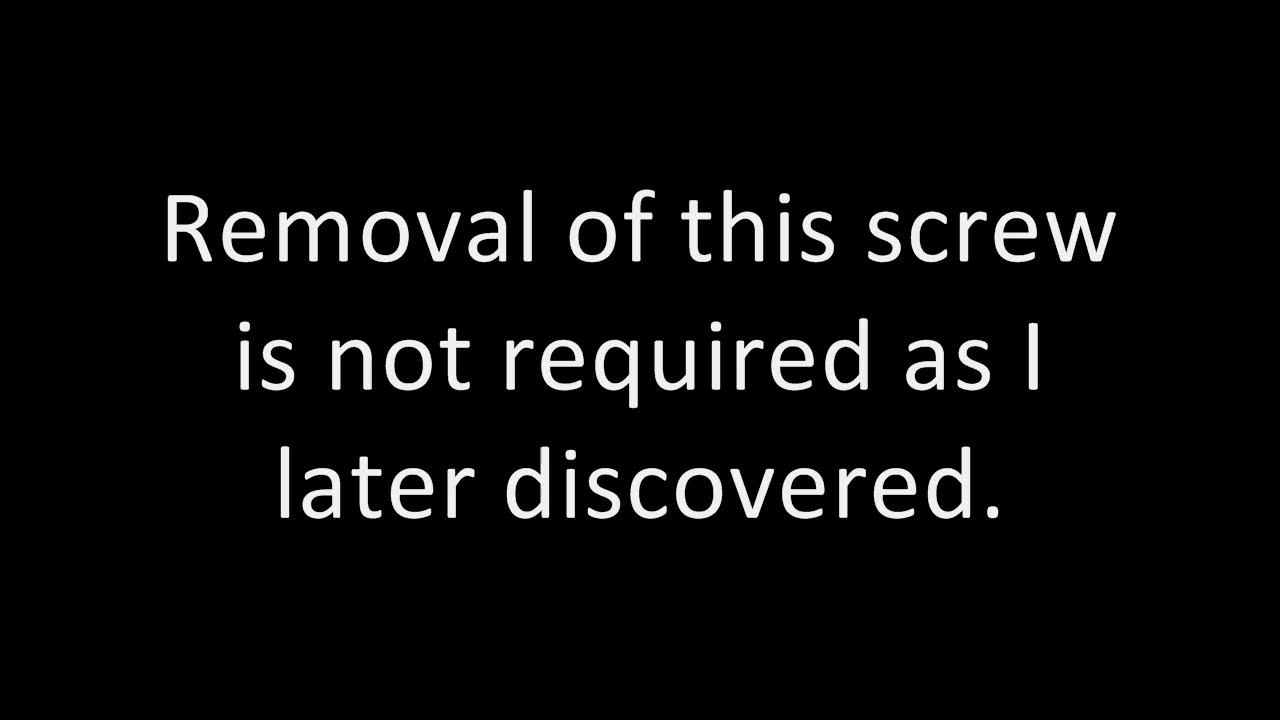 Removal of this screw
is not required as I
later discovered.